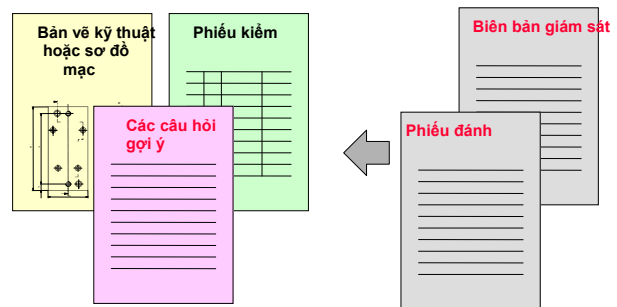 Bản vẽ kỹ thuật
hoặc sơ đồ
mạc
Phiếu kiểm
Các câu hỏi
gợi ý
Biên bản giám sát
Phiếu đánh